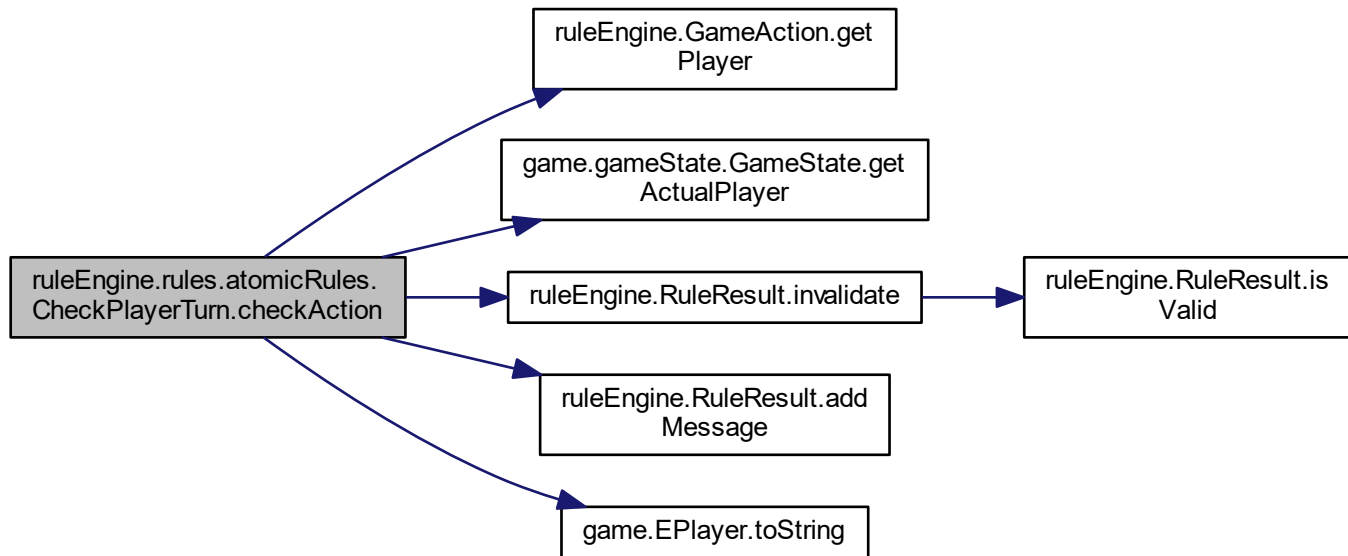 ruleEngine.GameAction.get
Player
game.gameState.GameState.get
ActualPlayer
ruleEngine.rules.atomicRules.
CheckPlayerTurn.checkAction
ruleEngine.RuleResult.invalidate
ruleEngine.RuleResult.is
Valid
ruleEngine.RuleResult.add
Message
game.EPlayer.toString